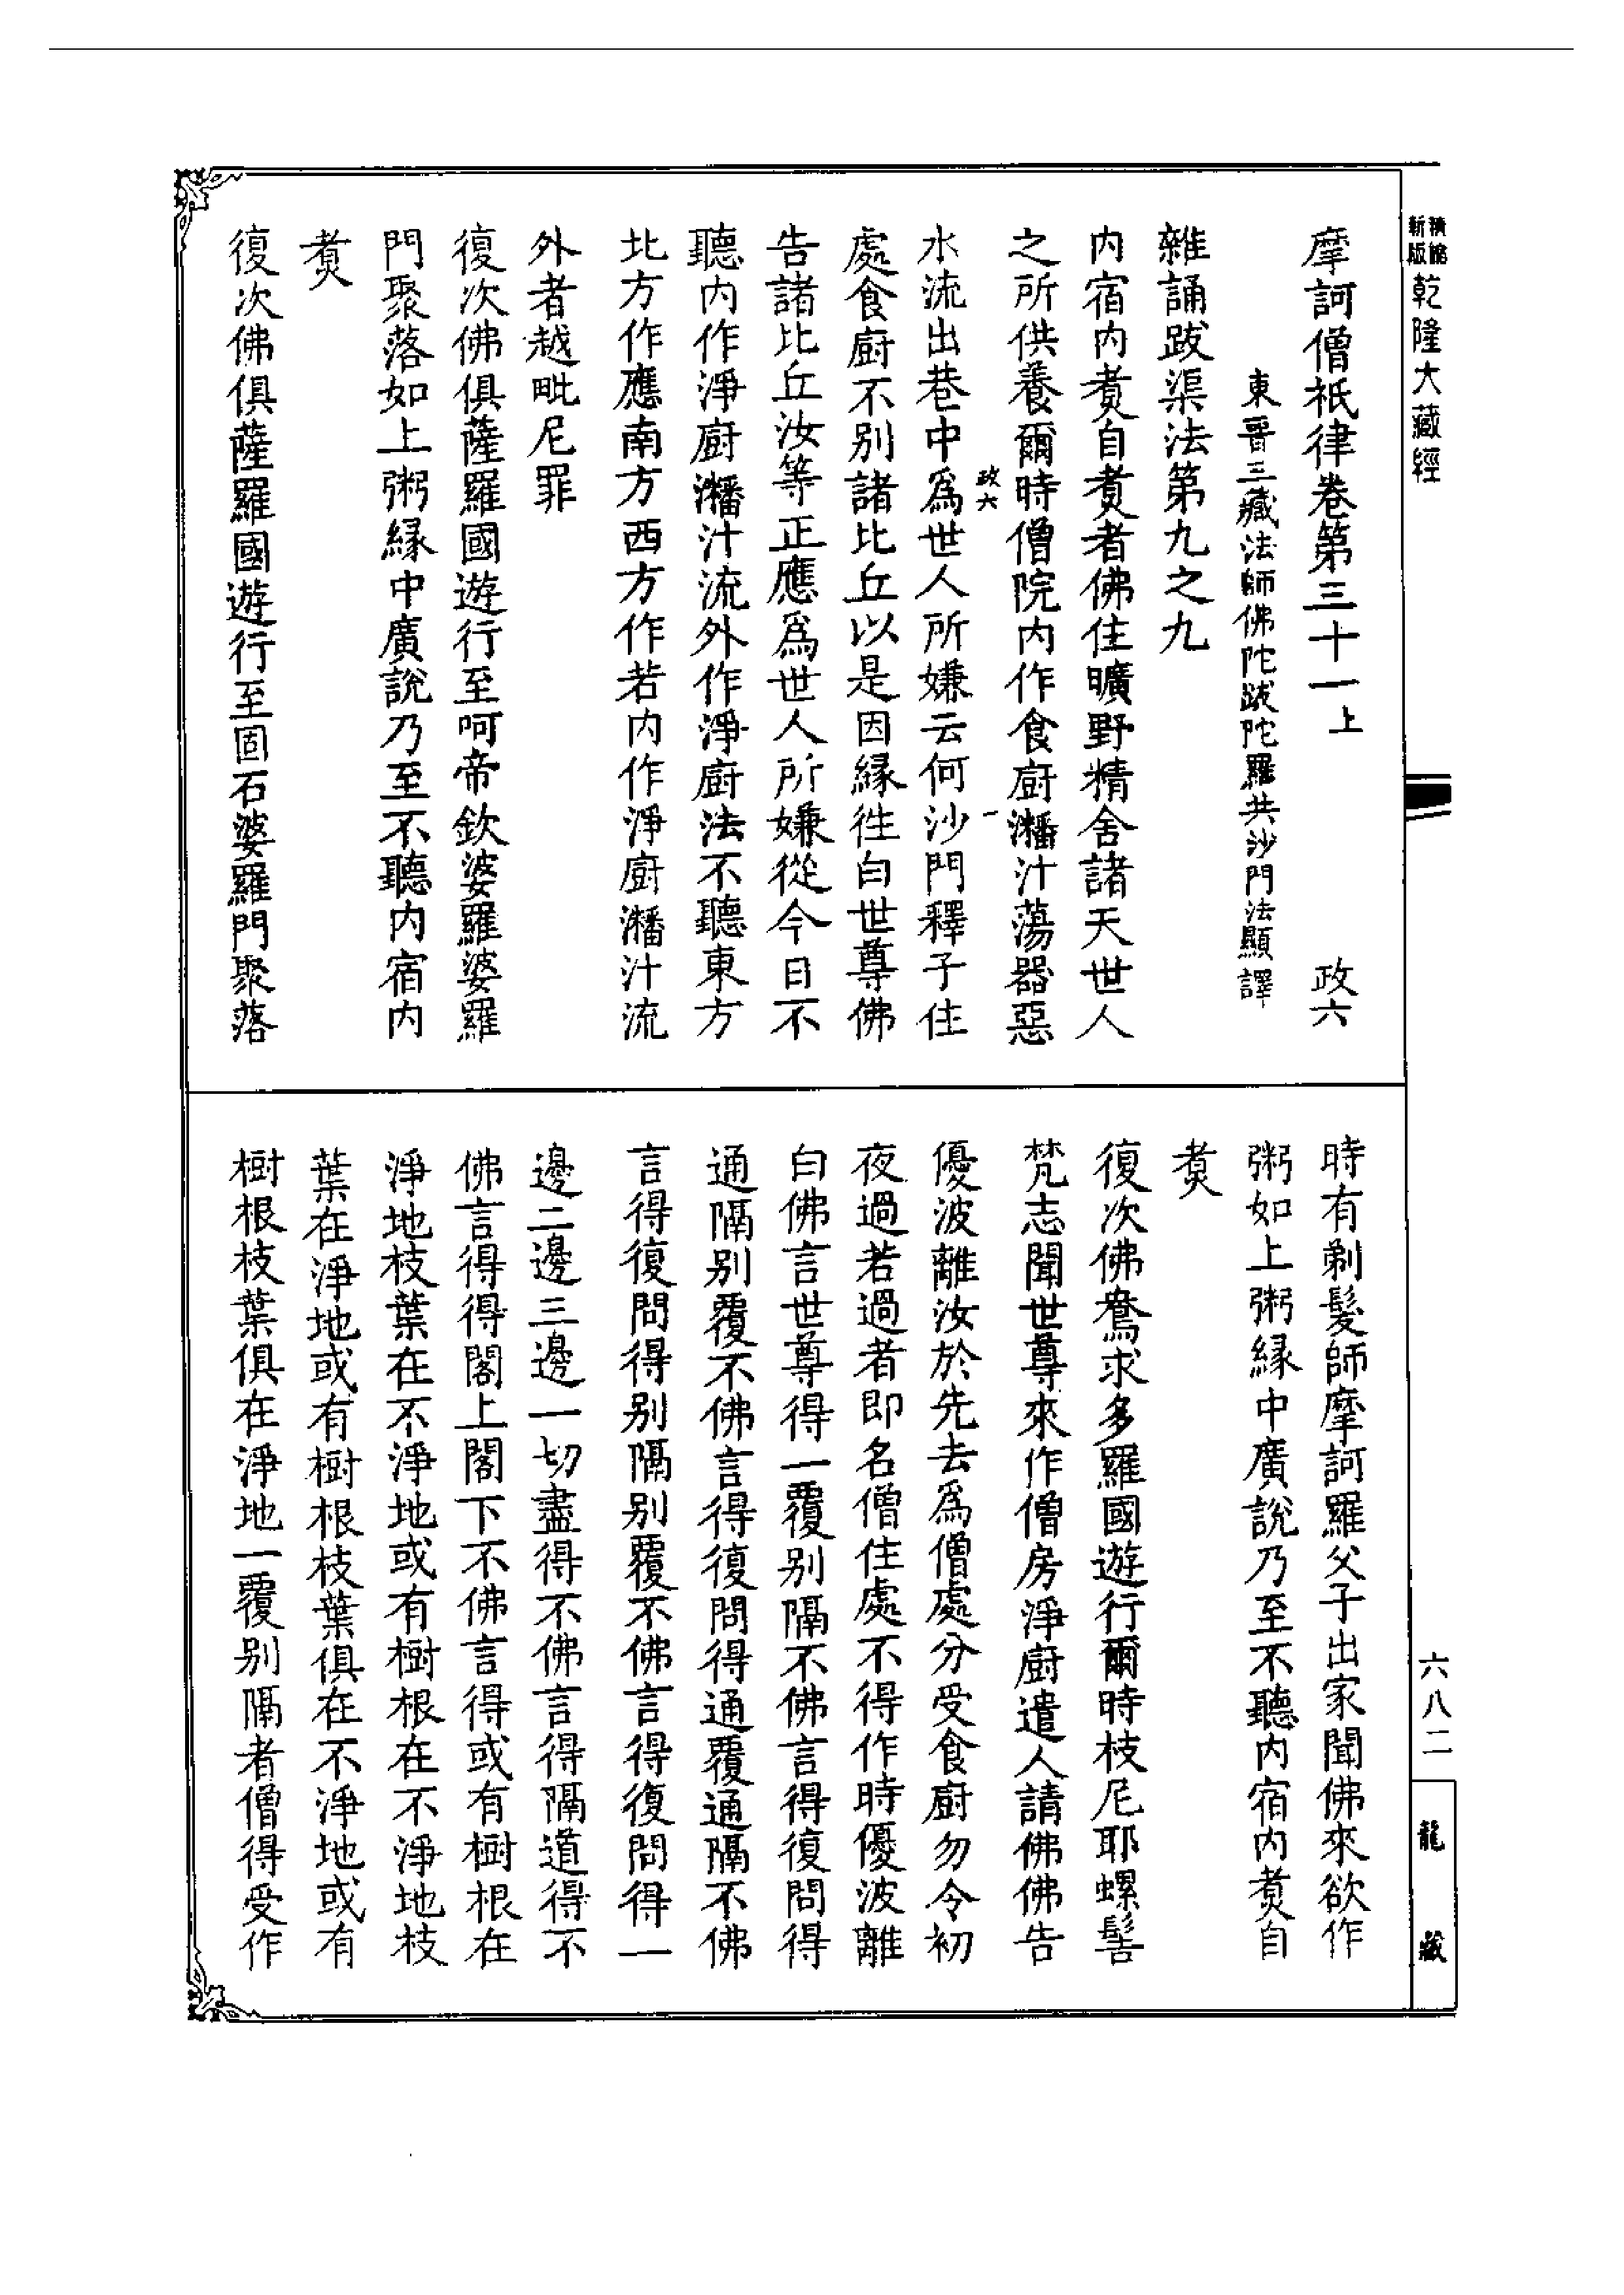 新版 乾隆大藏經
摩訶僧祇律卷第三十一上 政六
東晉三藏法師佛陀跋陀羅共沙門法顯譯
雜誦跋渠法第九之九
内宿内煑自煑者佛住曠野精舍諸天世人
之所供養爾時僧院内作食廚瀋汁蕩器惡
政六 一
水流出巷中爲世人所嫌云何沙門釋子住
處食廚不别諸比丘以是因縁徃白世尊佛
告諸比丘汝等正應爲世人所嫌從今日不
聽内作淨廚瀋汁流外作淨廚法不聽東方
北方作應南方西方作若内作淨廚瀋汁流
外者越毗尼罪
復次佛俱薩羅國遊行至呵帝欽婆羅婆羅
門聚落如上粥縁中廣說乃至不聽内宿内
煑
復次佛俱薩羅國遊行至固石婆羅門聚落
時有剃髮師摩訶羅父子出家聞佛來欲作
粥如上粥縁中廣說乃至不聽内宿内煑自
煑
復次佛鴦求多羅國遊行爾時枝尼耶螺髻
梵志聞世尊來作僧房淨廚遣人請佛佛告
優波離汝於先去爲僧處分受食廚勿令初
夜過若過者即名僧住處不得作時優波離
白佛言世尊得一覆别隔不佛言得復問得
通隔别覆不佛言得復問得通覆通隔不佛
言得復問得别隔别覆不佛言得復問得一
邊二邊三邊一切盡得不佛言得隔道得不
佛言得得閣上閣下不佛言得或有樹根在
淨地枝葉在不淨地或有樹根在不淨地枝
葉在淨地或有樹根枝葉俱在不淨地或有
樹根枝葉俱在淨地一覆别隔者僧得受作
六八二
龍藏